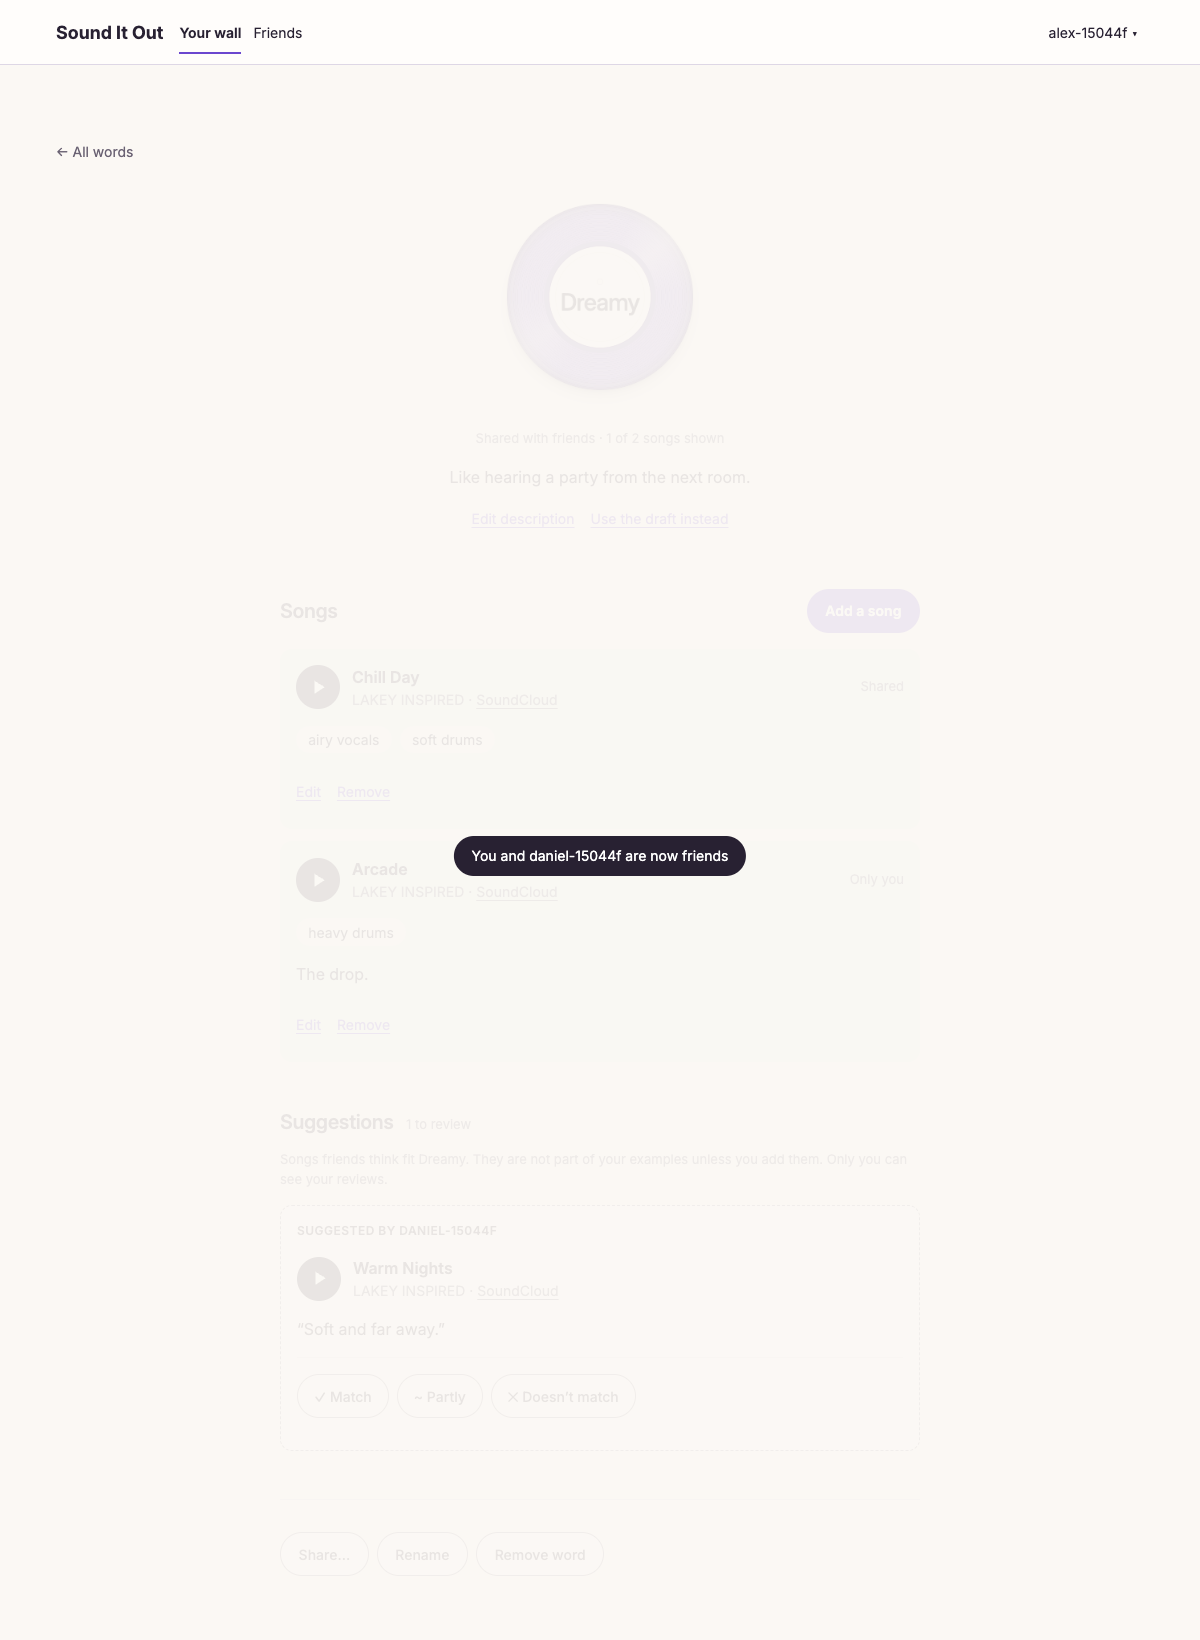 Sound It Out Your wall Friends alex-15044f ▾
← All words
Dreamy
Shared with friends · 1 of 2 songs shown
Like hearing a party from the next room.
Edit description Use the draft instead
Songs Add a song
Chill Day
LAKEY INSPIRED · SoundCloud
Shared
airy vocals soft drums
Edit Remove
You and daniel-15044f are now friends
Arcade
LAKEY INSPIRED · SoundCloud
Only you
heavy drums
The drop.
Edit Remove
Suggestions 1 to review
Songs friends think fit Dreamy. They are not part of your examples unless you add them. Only you can
see your reviews.
SUGGESTED BY DANIEL-15044F
Warm Nights
LAKEY INSPIRED · SoundCloud
“Soft and far away.”
✓ Match ~ Partly ✕ Doesn't match
Share... Rename Remove word